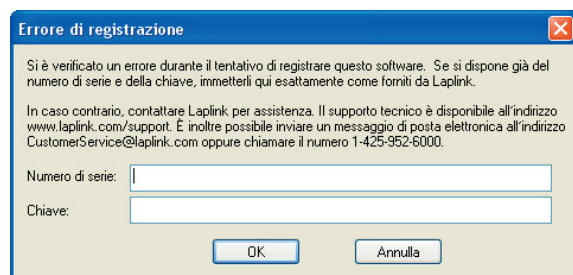 Errore di registrazione
Si è verificato un errore durante il tentativo di registrare questo software. Se si dispone già del
numero di serie e della chiave, immetterli qui esattamente come forniti da Laplink.
In caso contrario, contattare Laplink per assistenza. Il supporto tecnico è disponibile all'indirizzo
www.laplink.com/support. È inoltre possibile inviare un messaggio di posta elettronica all'indirizzo
CustomerService@laplink.com oppure chiamare il numero 1-425-952-6000.
Numero di serie:
Chiave:
OK
Annulla